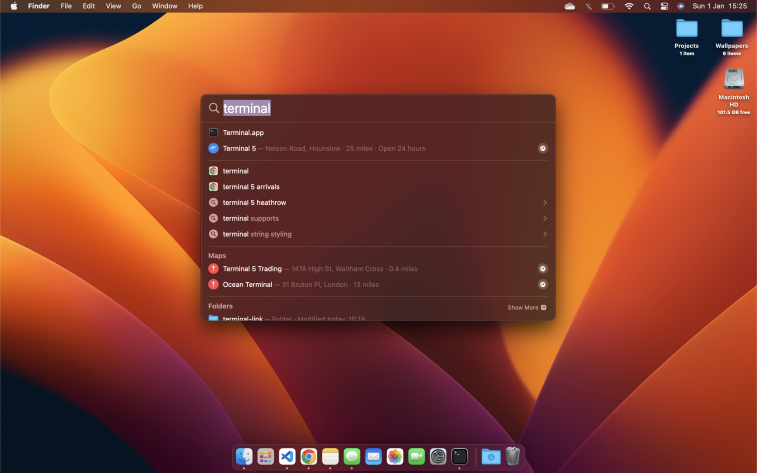 Finder File Edit View Go Window Help Sun 1 Jan 15:25
Projects
1 item
Wallpapers
6 items
Macintosh
HD
101.5 GB free
terminal
Terminal.app
Terminal 5 — Nelson Road, Hounslow · 25 miles · Open 24 hours
terminal
terminal 5 arrivals
terminal 5 heathrow
terminal supports
terminal string styling
Maps
Terminal 5 Trading — 147A High St, Waltham Cross · 0.4 miles
Ocean Terminal — 31 Bruton Pl, London · 13 miles
Folders Show More
terminal-link — Folder · Modified today, 10:19